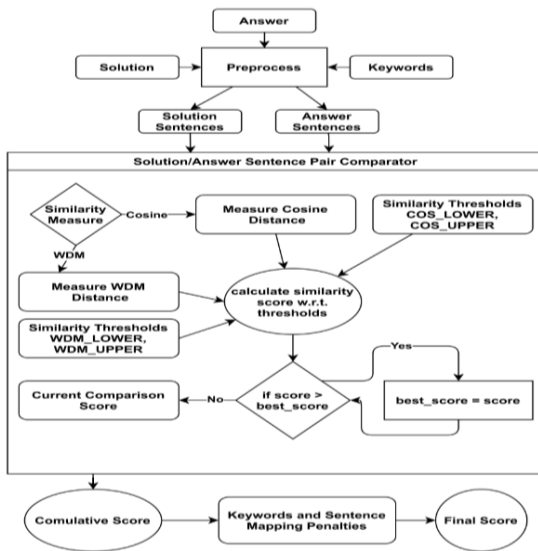 Answer
Solution
Preprocess
Keywords
Solution
Sentences
Answer
Sentences
Solution/Answer Sentence Pair Comparator
Similarity
Measure
Cosine
Measure Cosine
Distance
Similarity Thresholds
COS_LOWER,
COS_UPPER
WDM
Measure WDM
Distance
calculate similarity
score w.r.t.
thresholds
Similarity Thresholds
WDM_LOWER,
WDM_UPPER
Yes
Current Comparison
Score
No
if score >
best_score
best_score = score
Comulative Score
Keywords and Sentence
Mapping Penalties
Final Score